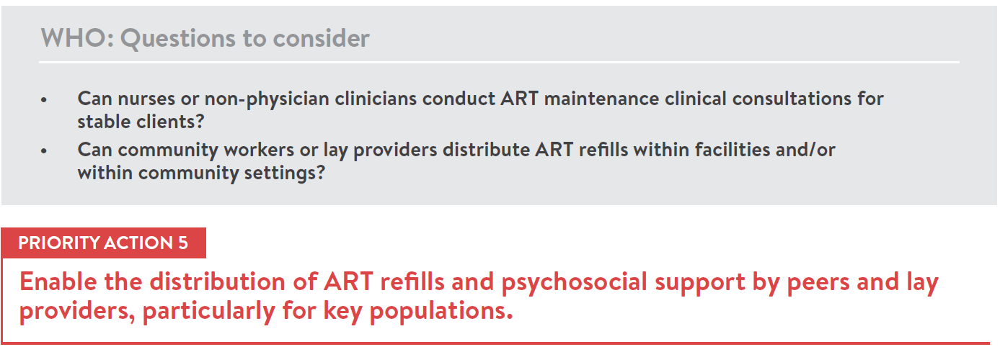 WHO: Questions to consider
• Can nurses or non-physician clinicians conduct ART maintenance clinical consultations for
stable clients?
• Can community workers or lay providers distribute ART refills within facilities and/or
within community settings?
PRIORITY ACTION 5
Enable the distribution of ART refills and psychosocial support by peers and lay
providers, particularly for key populations.